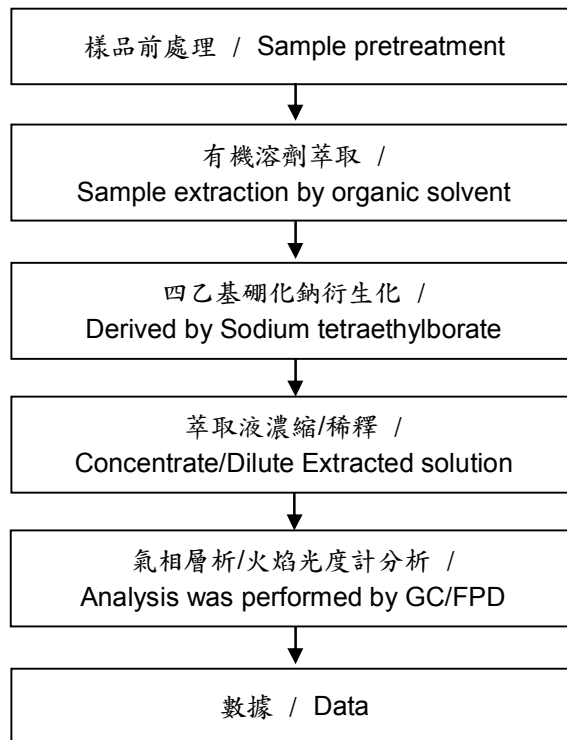 樣品前處理 / Sample pretreatment
有機溶劑萃取 /
Sample extraction by organic solvent
四乙基硼化鈉衍生化 /
Derived by Sodium tetraethylborate
萃取液濃縮/稀釋 /
Concentrate/Dilute Extracted solution
氣相層析/火焰光度計分析 /
Analysis was performed by GC/FPD
數據 / Data